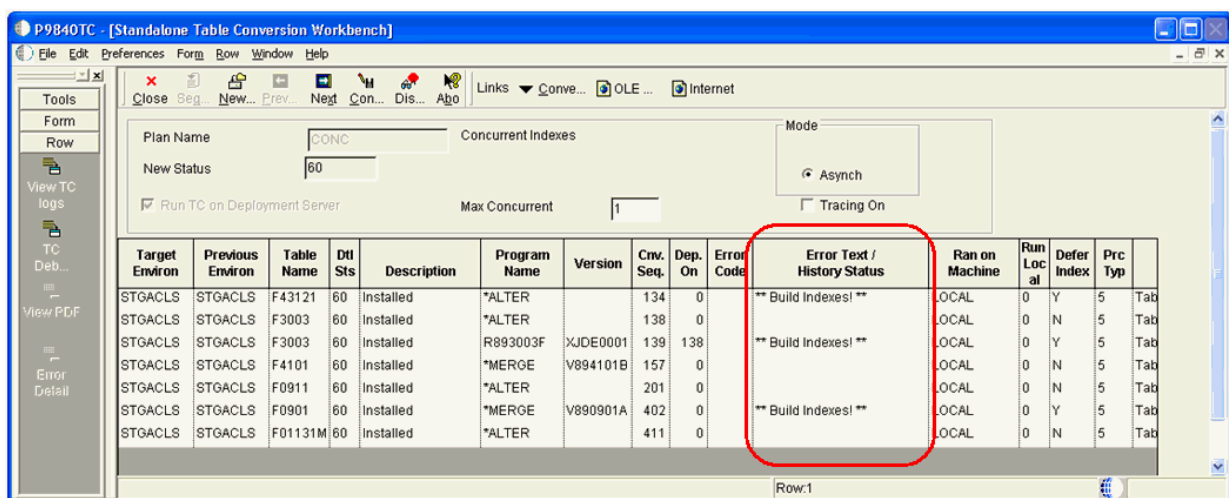 P9840TC - [Standalone Table Conversion Workbench]
File Edit Preferences Form Row Window Help
Tools
Form
Row
View TC logs
TC Deb...
View PDF
Error Detail
Close Seq... New... Prev... Next Con... Dis... Abo Links Conve... OLE ... Internet
Plan Name CONC Concurrent Indexes
New Status 60
Run TC on Deployment Server Max Concurrent 1
Mode
Asynch
Tracing On
Target Environ Previous Environ Table Name Dtl Sts Description Program Name Version Cnv. Seq. Dep. On Error Code Error Text / History Status Ran on Machine Run Loc al Defer Index Prc Typ
STGACLS STGACLS F43121 60 Installed *ALTER 134 0 ** Build Indexes! ** LOCAL 0 Y 5 Tab
STGACLS STGACLS F3003 60 Installed *ALTER 138 0 LOCAL 0 N 5 Tab
STGACLS STGACLS F3003 60 Installed R893003F XJDE0001 139 138 ** Build Indexes! ** LOCAL 0 Y 5 Tab
STGACLS STGACLS F4101 60 Installed *MERGE V894101B 157 0 LOCAL 0 N 5 Tab
STGACLS STGACLS F0911 60 Installed *ALTER 201 0 LOCAL 0 N 5 Tab
STGACLS STGACLS F0901 60 Installed *MERGE V890901A 402 0 ** Build Indexes! ** LOCAL 0 Y 5 Tab
STGACLS STGACLS F01131M 60 Installed *ALTER 411 0 LOCAL 0 N 5 Tab
Row:1